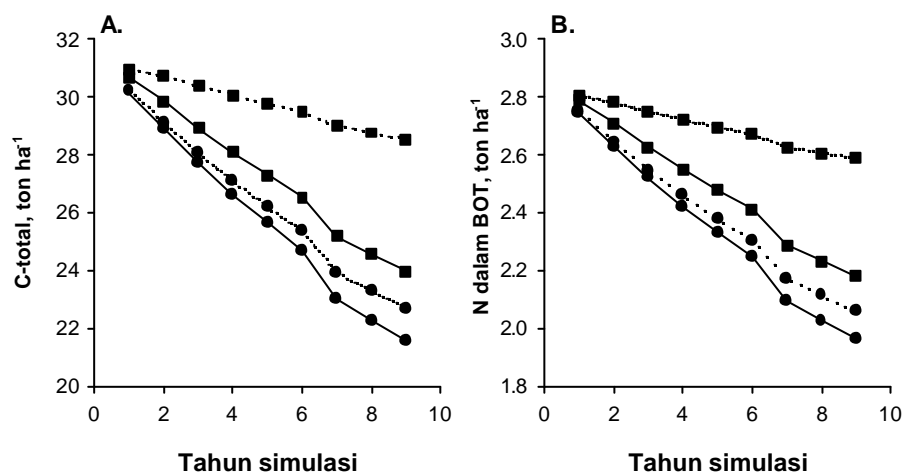 A.
C-total, ton ha⁻¹
32
30
28
26
24
22
20
0 2 4 6 8 10
Tahun simulasi
B.
N dalam BOT, ton ha⁻¹
3.0
2.8
2.6
2.4
2.2
2.0
1.8
0 2 4 6 8 10
Tahun simulasi